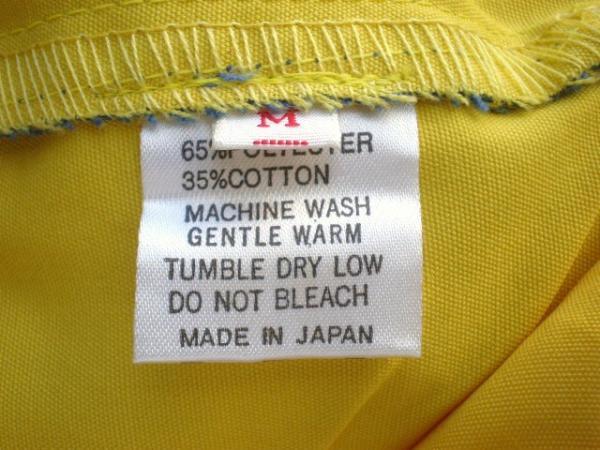 M
65%POLYESTER
35%COTTON
MACHINE WASH
GENTLE WARM
TUMBLE DRY LOW
DO NOT BLEACH
MADE IN JAPAN